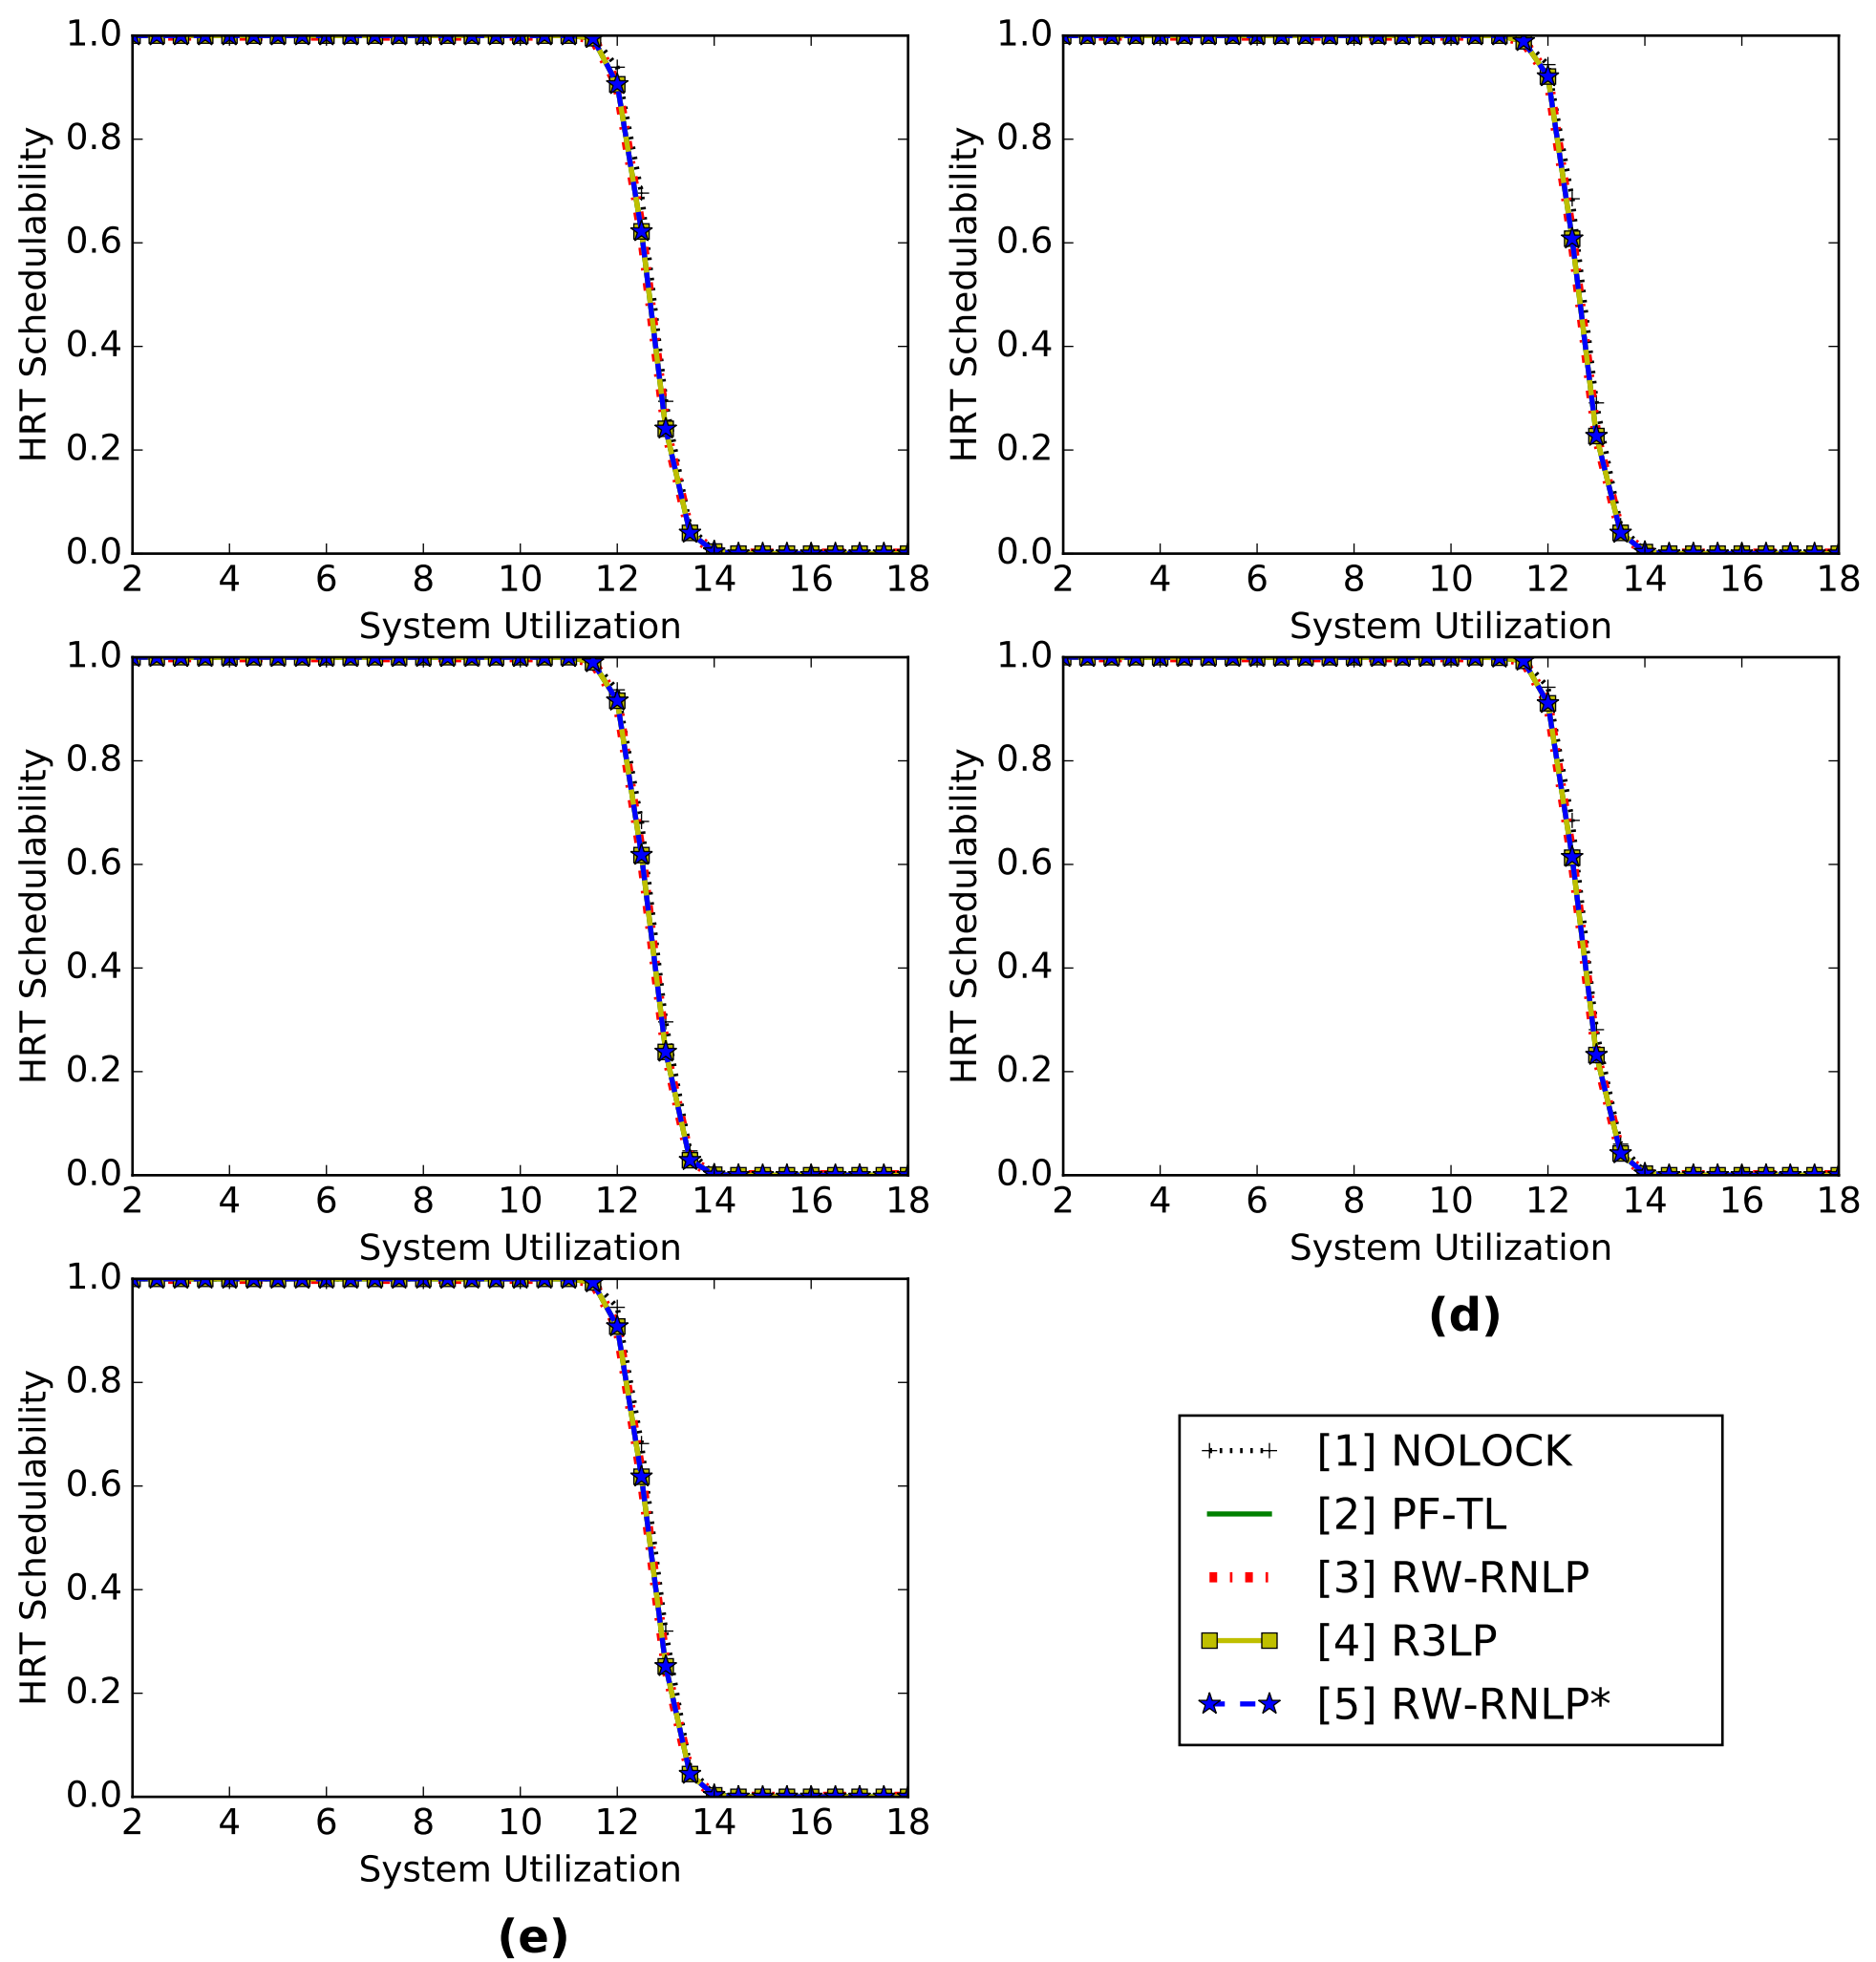 1.0
0.8
0.6
0.4
0.2
0.0
HRT Schedulability
2 4 6 8 10 12 14 16 18
System Utilization
1.0
0.8
0.6
0.4
0.2
0.0
HRT Schedulability
2 4 6 8 10 12 14 16 18
System Utilization
1.0
0.8
0.6
0.4
0.2
0.0
HRT Schedulability
2 4 6 8 10 12 14 16 18
System Utilization
1.0
0.8
0.6
0.4
0.2
0.0
HRT Schedulability
2 4 6 8 10 12 14 16 18
System Utilization
(d)
1.0
0.8
0.6
0.4
0.2
0.0
HRT Schedulability
2 4 6 8 10 12 14 16 18
System Utilization
(e)
[1] NOLOCK
[2] PF-TL
[3] RW-RNLP
[4] R3LP
[5] RW-RNLP*